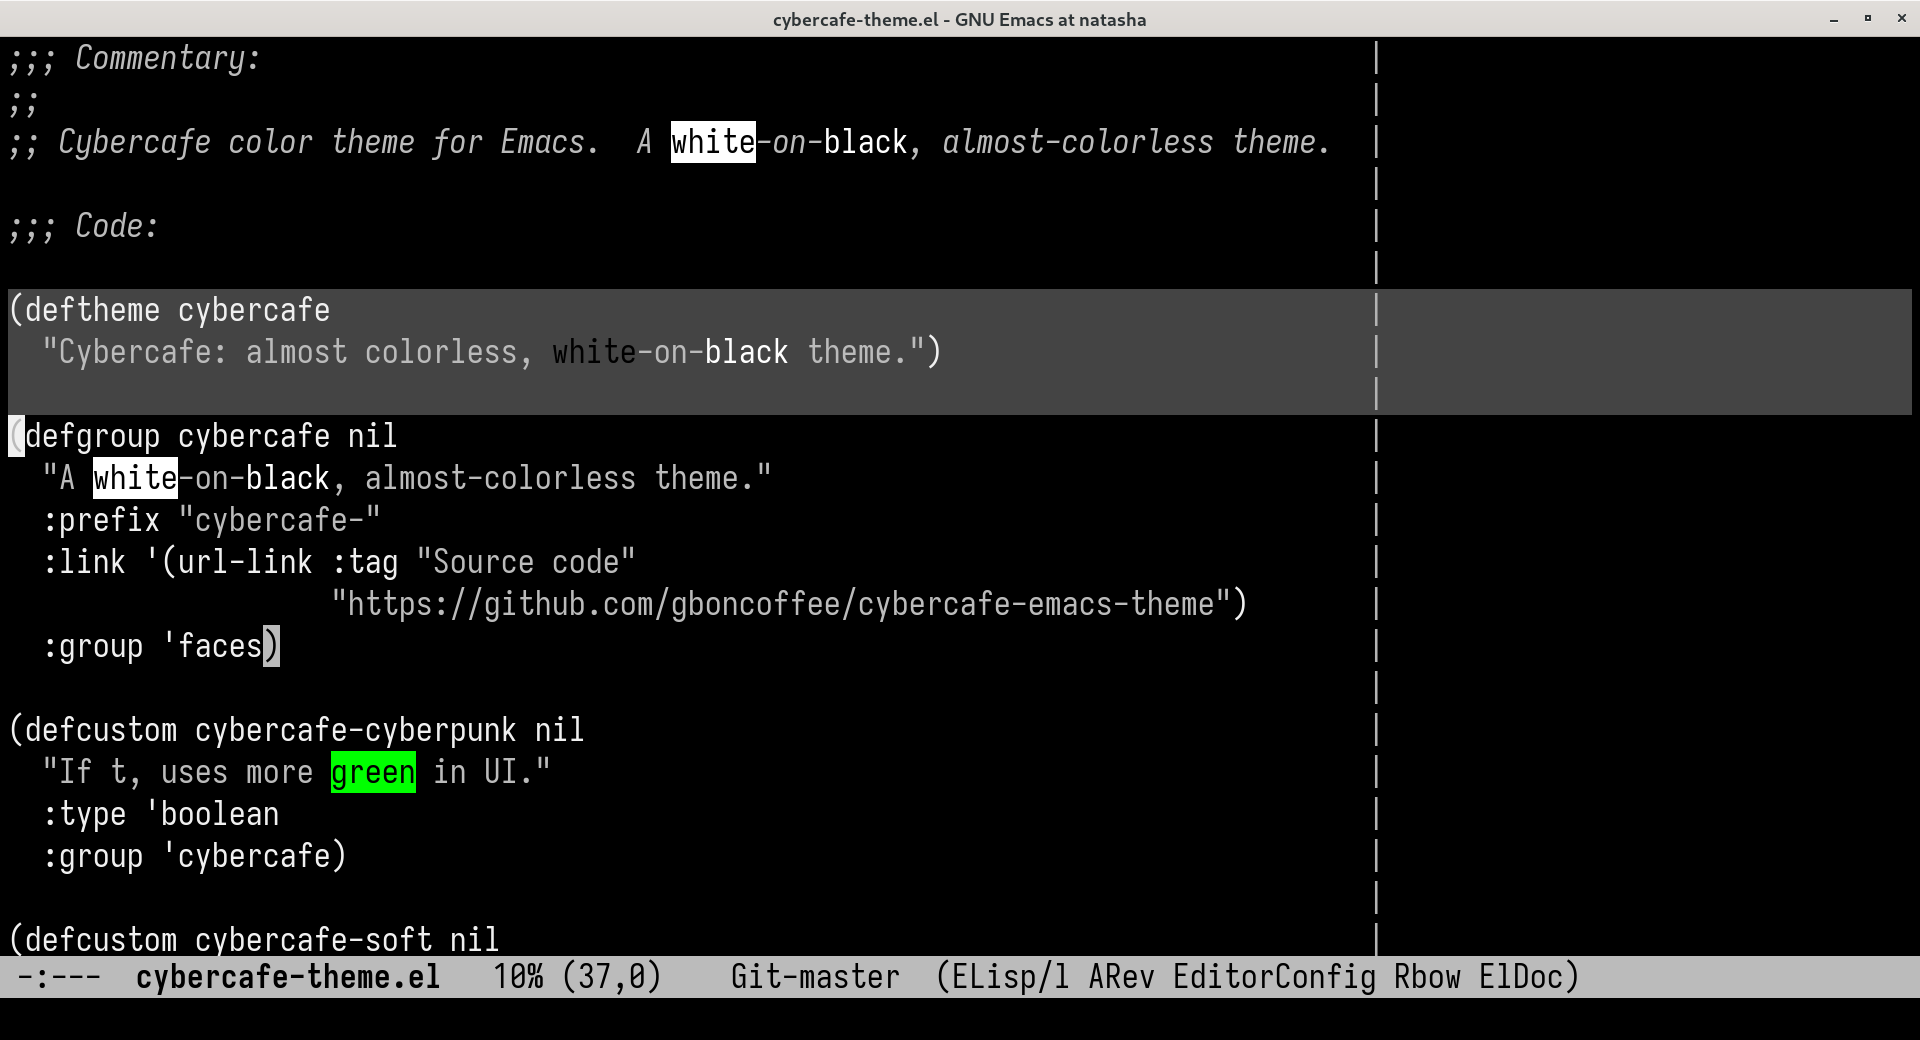 cybercafe-theme.el - GNU Emacs at natasha
;;; Commentary:
;;
;; Cybercafe color theme for Emacs.  A white-on-black, almost-colorless theme.
;;; Code:
(deftheme cybercafe
  "Cybercafe: almost colorless, white-on-black theme.")
(defgroup cybercafe nil
  "A white-on-black, almost-colorless theme."
  :prefix "cybercafe-"
  :link '(url-link :tag "Source code"
                   "https://github.com/gboncoffee/cybercafe-emacs-theme")
  :group 'faces)
(defcustom cybercafe-cyberpunk nil
  "If t, uses more green in UI."
  :type 'boolean
  :group 'cybercafe)
(defcustom cybercafe-soft nil
-:---  cybercafe-theme.el   10% (37,0)    Git-master  (ELisp/l ARev EditorConfig Rbow ElDoc)